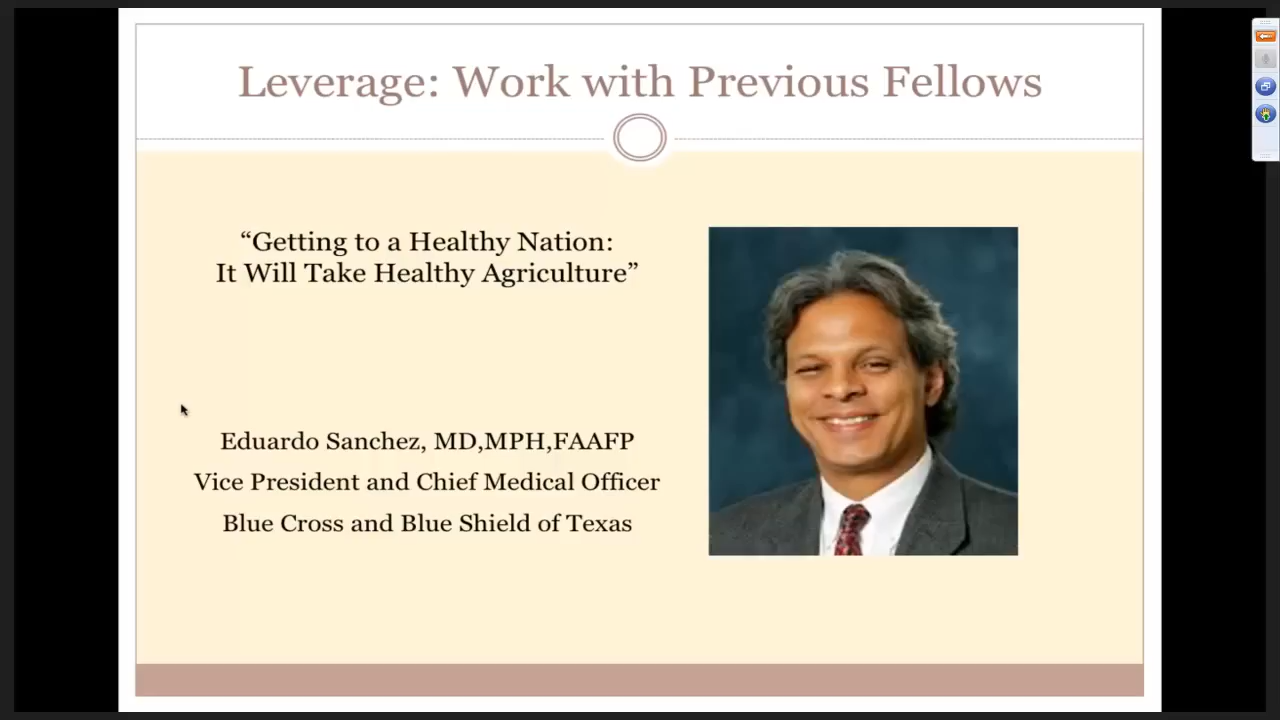 Leverage: Work with Previous Fellows
“Getting to a Healthy Nation:
It Will Take Healthy Agriculture”
Eduardo Sanchez, MD,MPH,FAAFP
Vice President and Chief Medical Officer
Blue Cross and Blue Shield of Texas